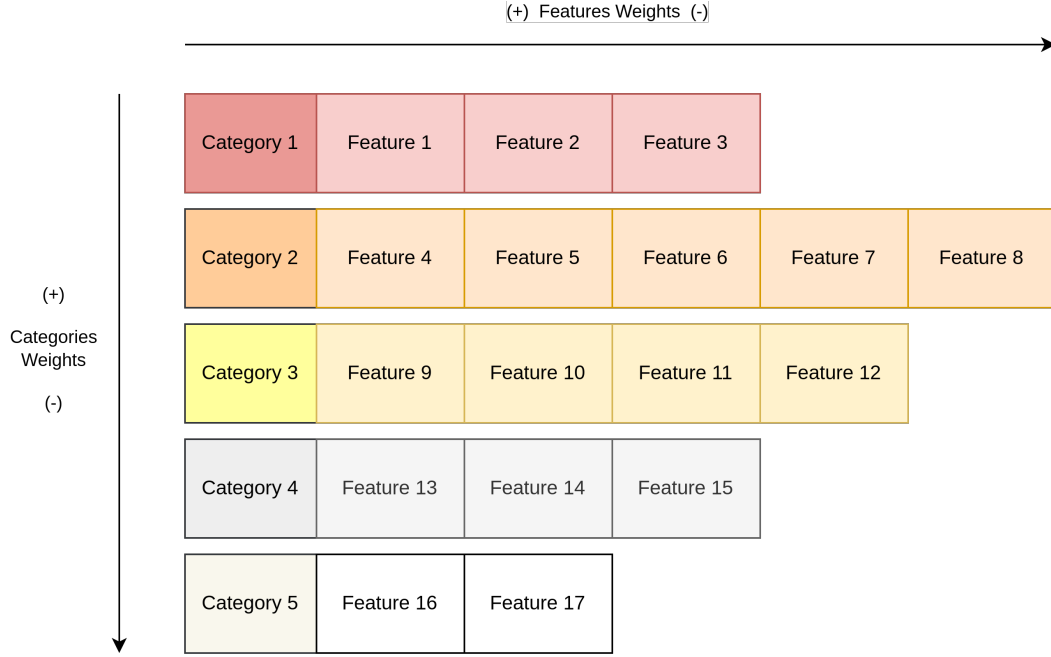 (+)  Features Weights  (-)
Category 1
Feature 1
Feature 2
Feature 3
Category 2
Feature 4
Feature 5
Feature 6
Feature 7
Feature 8
(+)
Categories
Weights
(-)
Category 3
Feature 9
Feature 10
Feature 11
Feature 12
Category 4
Feature 13
Feature 14
Feature 15
Category 5
Feature 16
Feature 17